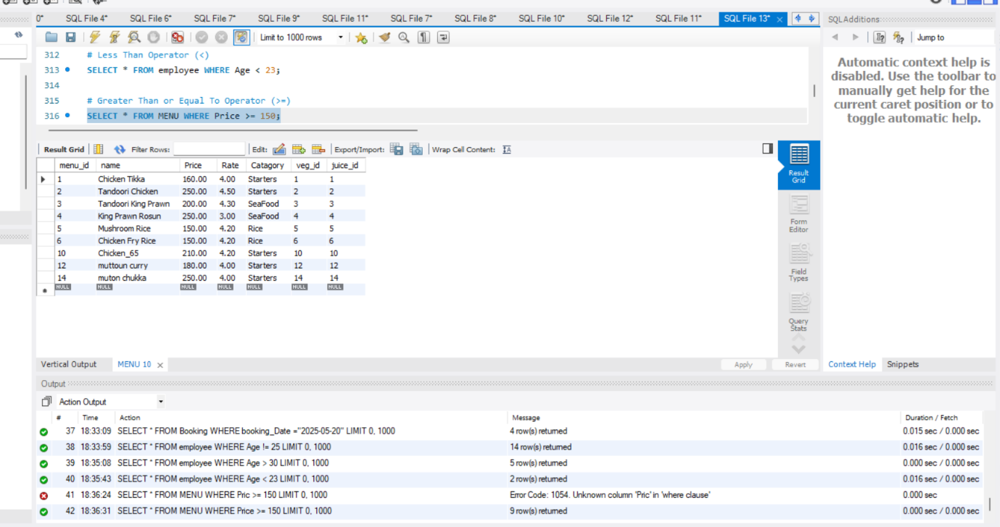 0* SQL File 4* SQL File 6* SQL File 7* SQL File 9* SQL File 11* SQL File 7* SQL File 8* SQL File 10* SQL File 12* SQL File 11* SQL File 13*
SQLAdditions
Limit to 1000 rows
Jump to
312 # Less Than Operator (<)
313 SELECT * FROM employee WHERE Age < 23;
314
315 # Greater Than or Equal To Operator (>=)
316 SELECT * FROM MENU WHERE Price >= 150;
Automatic context help is
disabled. Use the toolbar to
manually get help for the
current caret position or to
toggle automatic help.
Result Grid Filter Rows: Edit: Export/Import: Wrap Cell Content:
menu_id name Price Rate Catagory veg_id juice_id
1 Chicken Tikka 160.00 4.00 Starters 1 1
2 Tandoori Chicken 250.00 4.50 Starters 2 2
3 Tandoori King Prawn 200.00 4.30 SeaFood 3 3
4 King Prawn Rosun 250.00 3.00 SeaFood 4 4
5 Mushroom Rice 150.00 4.20 Rice 5 5
6 Chicken Fry Rice 150.00 4.20 Rice 6 6
10 Chicken_65 210.00 4.20 Starters 10 10
12 muttoun curry 180.00 4.00 Starters 12 12
14 muton chukka 250.00 4.00 Starters 14 14
NULL NULL NULL NULL NULL NULL NULL
Result
Grid
Form
Editor
Field
Types
Query
Stats
Vertical Output MENU 10 Apply Revert
Context Help Snippets
Output
Action Output
# Time Action Message Duration / Fetch
37 18:33:09 SELECT * FROM Booking WHERE booking_Date ="2025-05-20" LIMIT 0, 1000 4 row(s) returned 0.015 sec / 0.000 sec
38 18:33:59 SELECT * FROM employee WHERE Age != 25 LIMIT 0, 1000 14 row(s) returned 0.016 sec / 0.000 sec
39 18:35:08 SELECT * FROM employee WHERE Age > 30 LIMIT 0, 1000 5 row(s) returned 0.000 sec / 0.000 sec
40 18:35:43 SELECT * FROM employee WHERE Age < 23 LIMIT 0, 1000 2 row(s) returned 0.016 sec / 0.000 sec
41 18:36:24 SELECT * FROM MENU WHERE Pric >= 150 LIMIT 0, 1000 Error Code: 1054. Unknown column 'Pric' in 'where clause' 0.000 sec
42 18:36:31 SELECT * FROM MENU WHERE Price >= 150 LIMIT 0, 1000 9 row(s) returned 0.000 sec / 0.000 sec